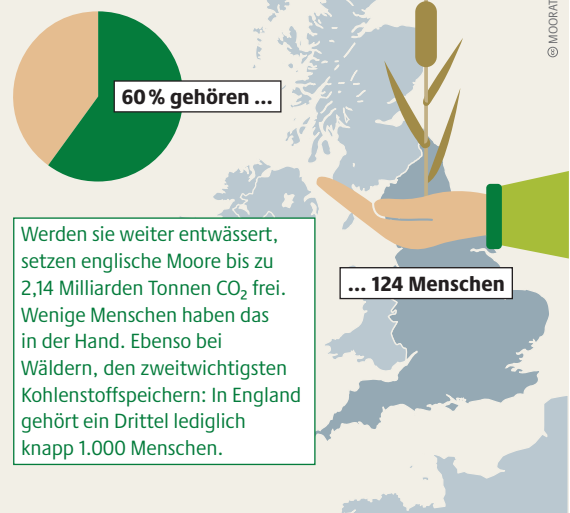 © MOORAT
60 % gehören ...
... 124 Menschen
Werden sie weiter entwässert,
setzen englische Moore bis zu
2,14 Milliarden Tonnen CO₂ frei.
Wenige Menschen haben das
in der Hand. Ebenso bei
Wäldern, den zweitwichtigsten
Kohlenstoffspeichern: In England
gehört ein Drittel lediglich
knapp 1.000 Menschen.